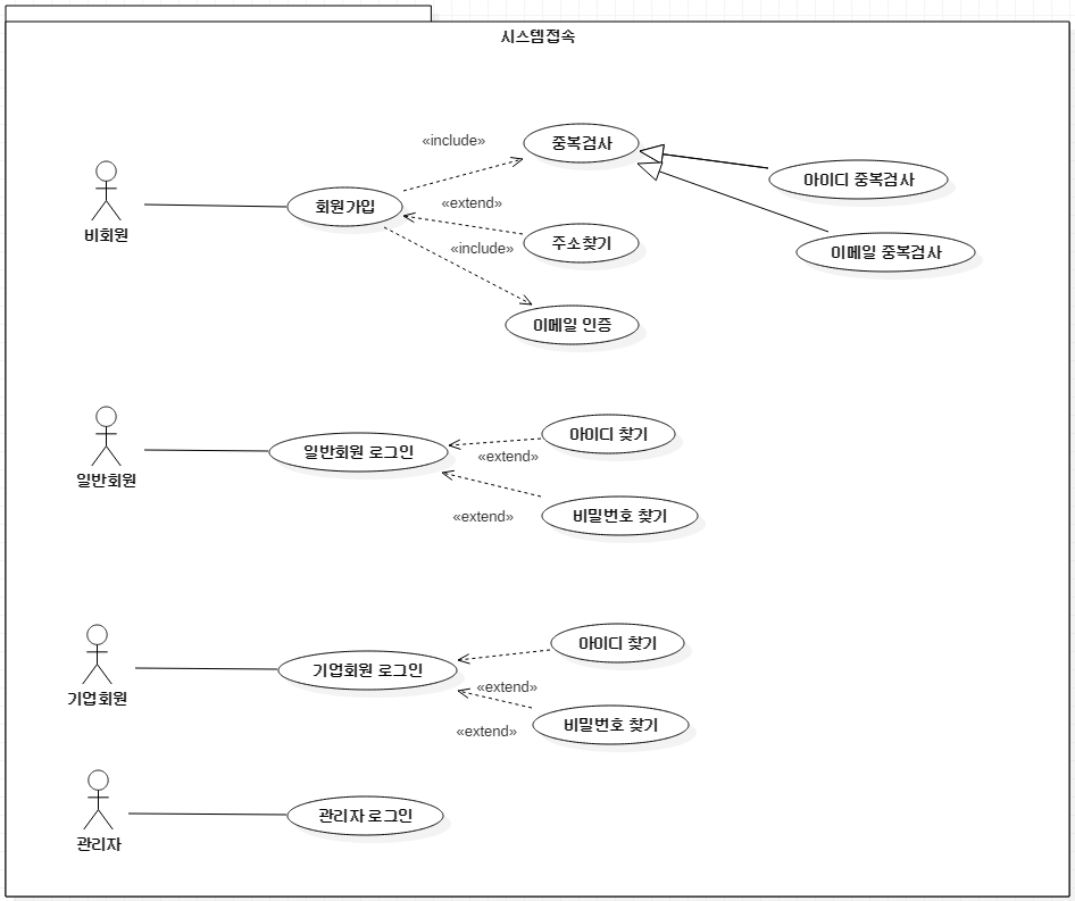 시스템접속
«include»
중복검사
아이디 중복검사
비회원
회원가입
«extend»
주소찾기
이메일 중복검사
«include»
이메일 인증
일반회원
일반회원 로그인
아이디 찾기
«extend»
비밀번호 찾기
«extend»
기업회원
기업회원 로그인
아이디 찾기
«extend»
비밀번호 찾기
«extend»
관리자
관리자 로그인